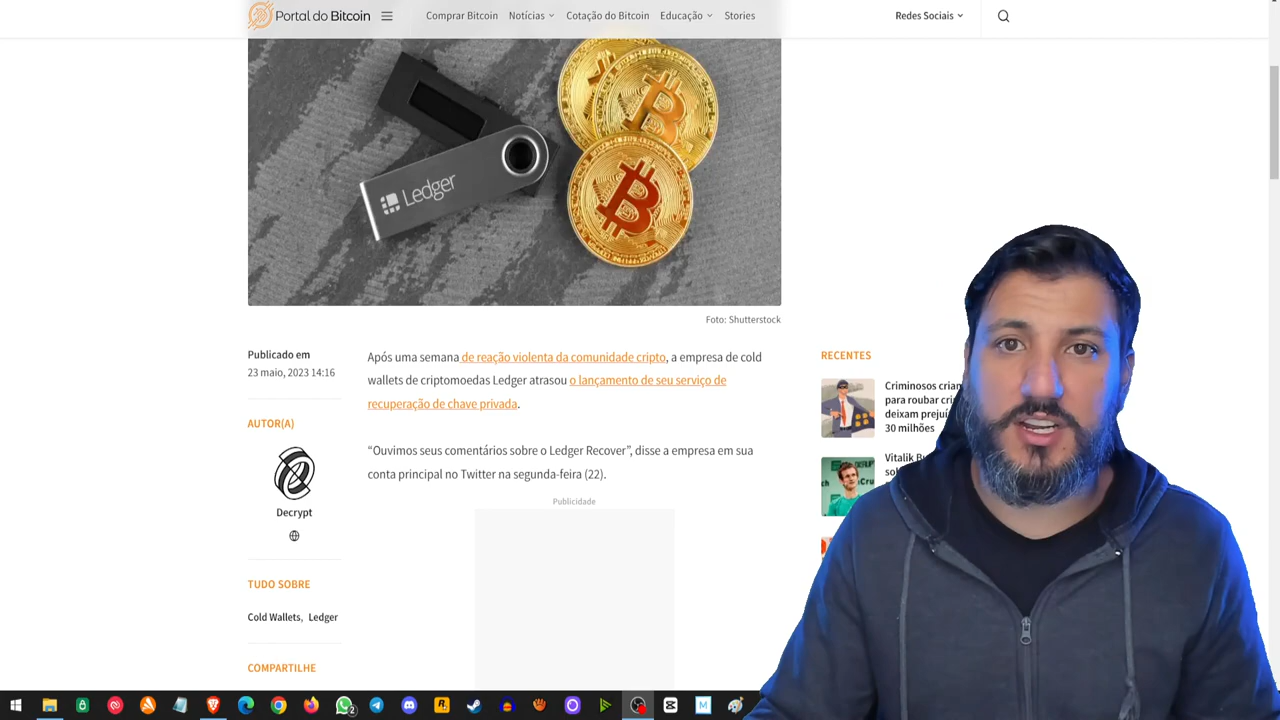 Portal do Bitcoin
Comprar Bitcoin
Notícias
Cotação do Bitcoin
Educação
Stories
Redes Sociais
Ledger
Foto: Shutterstock
Publicado em
23 maio, 2023 14:16
AUTOR(A)
Decrypt
TUDO SOBRE
Cold Wallets, Ledger
COMPARTILHE
Após uma semana de reação violenta da comunidade cripto, a empresa de cold
wallets de criptomoedas Ledger atrasou o lançamento de seu serviço de
recuperação de chave privada.
“Ouvimos seus comentários sobre o Ledger Recover”, disse a empresa em sua
conta principal no Twitter na segunda-feira (22).
Publicidade
RECENTES
Criminosos
para roubar
deixam
30 milhões
Vitalik
2